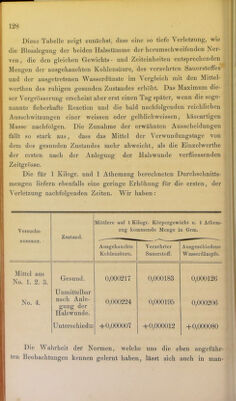 128
Diese Tabelle zeigt zunächst, dass eine so tiefe Verletzung, wie
die Blosslegung der beiden Halsstämme der herumschweifenden Ner-
ven, die den gleichen Gewichts- und Zeiteinheiten entsprechenden
Mengen der ausgehauchten Kohlensäure, des verzehrten Sauerstoffes
und der ausgetretenen Wasserdünste im Vergleich mit den Mittel-
werthen des ruhigen gesunden Zustandes erhöht. Das Maximum die-
ser Vergrösserung erscheint aber erst einen Tag später, wenn die soge-
nannte fieberhafte Reaction und die bald nachfolgenden reichlichen
Ausschwitzungen einer weissen oder gelblichweissen, käseartigen
Masse nachfolgen. Die Zunahme der erwähnten Ausscheidungen
fällt so stark aus, dass das Mittel der Verwundungstage von
dem des gesunden Zustandes mehr abweicht, als die Einzelwerthe
der ersten nach der Anlegung der Halswunde verfliessenden
Zeitgrösse.
Die für 1 Kilogr. und 1 Athemzug berechneten Durchschnitts-
mengen liefern ebenfalls eine geringe Erhöhung für die ersten, der
Verletzung nachfolgenden Zeiten. Wir haben:
Versuchs-
nummer.
Zustand.
Mittlere auf 1 Kilogr. Körpergewicht u. 1 Athem-
zug kommende Menge in Grm.
Ausgehauchte
Kohlensäure.
Verzehrter
Sauerstoff.
Ausgeschiedene
Wasserdämpfe.
Mittel aus
No. 1. 2. 3.
Gesund.
0,000217
0,000183
0,000126
No. 4.
Unmittelbar
nach Anle-
gung der
Halswunde.
0,000224
0,000195
0,000206
Unterschiede
+0,000007
+0,000012
+0,000080
Die Wahrheit der Normen, welche uns die eben angeführ-
ten Beobachtungen kennen gelernt haben, lässt sich auch in man-